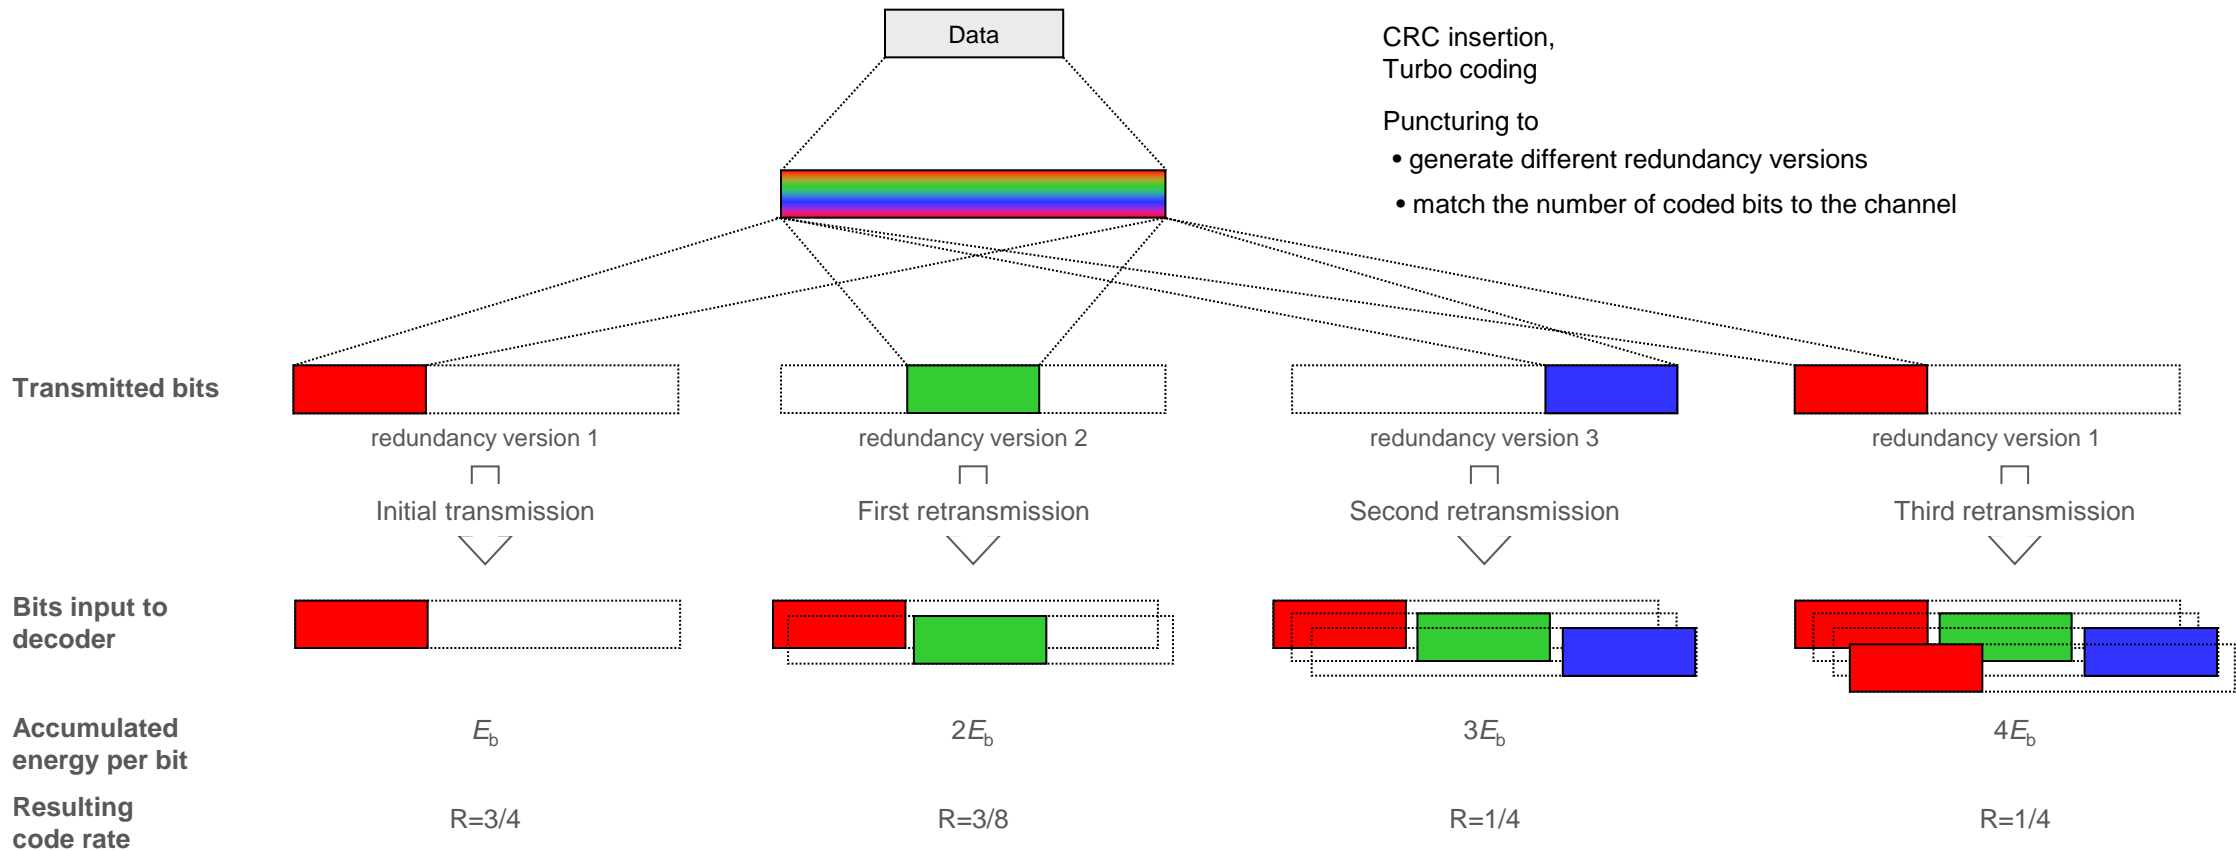 Data
CRC insertion,
Turbo coding
Puncturing to
• generate different redundancy versions
• match the number of coded bits to the channel
Transmitted bits
redundancy version 1
redundancy version 2
redundancy version 3
redundancy version 1
Initial transmission
First retransmission
Second retransmission
Third retransmission
Bits input to
decoder
Accumulated
energy per bit
Eb
2Eb
3Eb
4Eb
Resulting
code rate
R=3/4
R=3/8
R=1/4
R=1/4